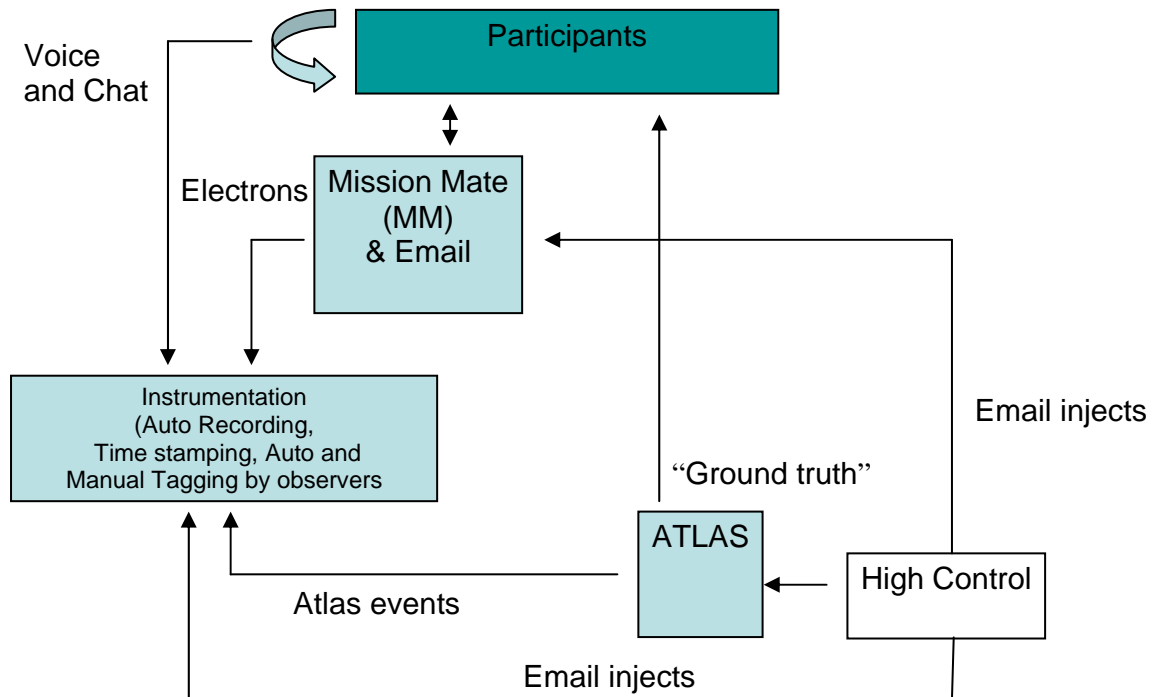 Participants
Voice
and Chat
Electrons
Mission Mate
(MM)
& Email
Instrumentation
(Auto Recording,
Time stamping, Auto and
Manual Tagging by observers
Email injects
“Ground truth”
ATLAS
High Control
Atlas events
Email injects